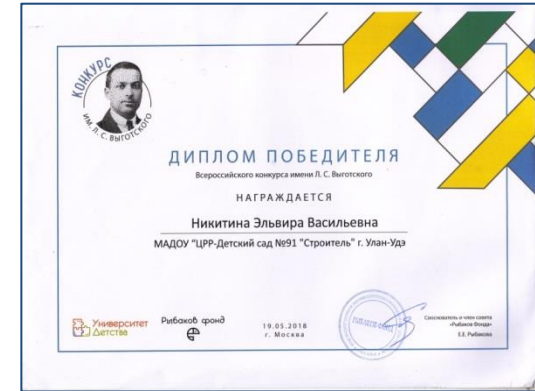 КОНКУРС
ИМ. Л. С. ВЫГОТСКОГО
ДИПЛОМ ПОБЕДИТЕЛЯ
Всероссийского конкурса имени Л. С. Выготского
НАГРАЖДАЕТСЯ
Никитина Эльвира Васильевна
МАДОУ "ЦРР-Детский сад №91 "Строитель" г. Улан-Удэ
Университет
Детства
Рыбаков фонд
19.05.2018
г. Москва
Сооснователь и член совета
«Рыбаков Фонда»
Е.Е. Рыбакова